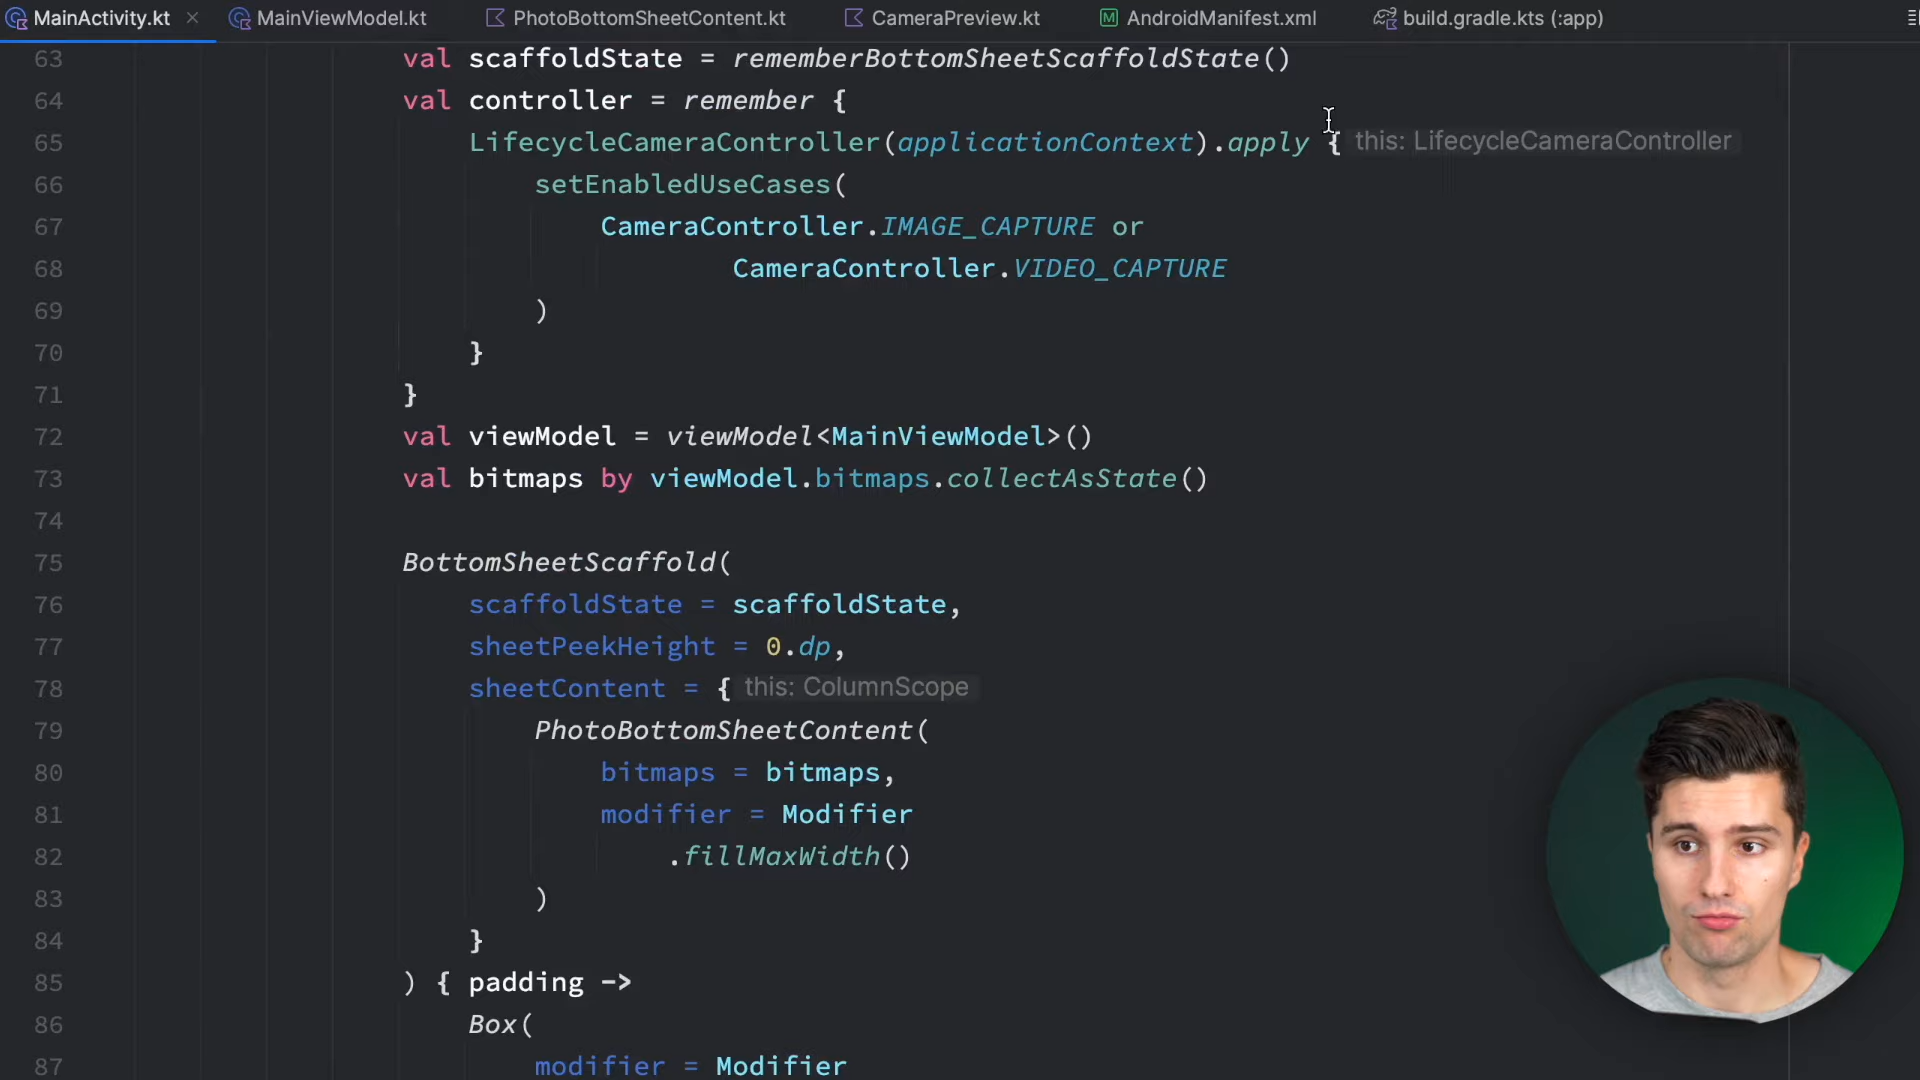 MainActivity.kt MainViewModel.kt PhotoBottomSheetContent.kt CameraPreview.kt AndroidManifest.xml build.gradle.kts (:app)
63 val scaffoldState = rememberBottomSheetScaffoldState()
64 val controller = remember {
65 LifecycleCameraController(applicationContext).apply { this: LifecycleCameraController
66 setEnabledUseCases(
67 CameraController.IMAGE_CAPTURE or
68 CameraController.VIDEO_CAPTURE
69 )
70 }
71 }
72 val viewModel = viewModel<MainViewModel>()
73 val bitmaps by viewModel.bitmaps.collectAsState()
74
75 BottomSheetScaffold(
76 scaffoldState = scaffoldState,
77 sheetPeekHeight = 0.dp,
78 sheetContent = { this: ColumnScope
79 PhotoBottomSheetContent(
80 bitmaps = bitmaps,
81 modifier = Modifier
82 .fillMaxWidth()
83 )
84 }
85 ) { padding ->
86 Box(
87 modifier = Modifier